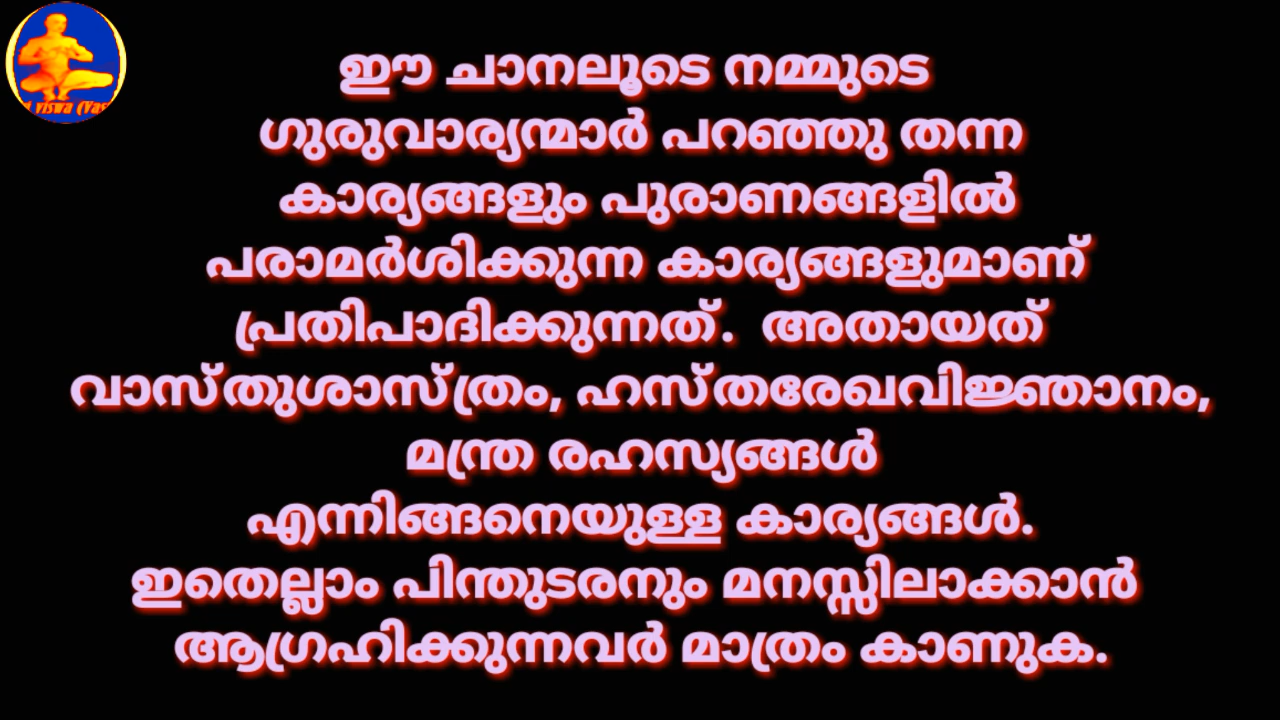 ഈ ചാനലൂടെ നമ്മുടെ
ഗുരുവാര്യന്മാർ പറഞ്ഞു തന്ന
കാര്യങ്ങളും പുരാണങ്ങളിൽ
പരാമർശിക്കുന്ന കാര്യങ്ങളുമാണ്
പ്രതിപാദിക്കുന്നത്. അതായത്
വാസ്തുശാസ്ത്രം, ഹസ്തരേഖവിജ്ഞാനം,
മന്ത്ര രഹസ്യങ്ങൾ
എന്നിങ്ങനെയുള്ള കാര്യങ്ങൾ.
ഇതെല്ലാം പിന്തുടരനും മനസ്സിലാക്കാൻ
ആഗ്രഹിക്കുന്നവർ മാത്രം കാണുക.